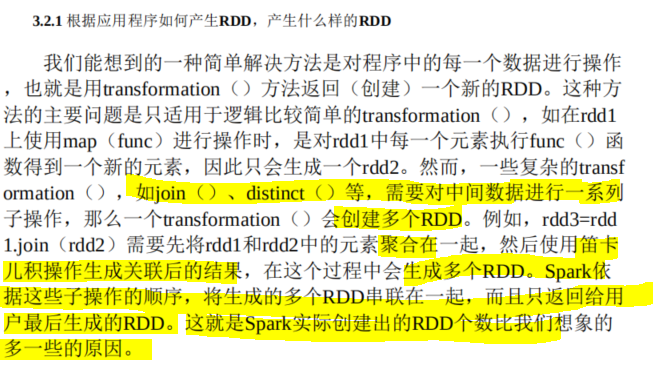 3.2.1 根据应用程序如何产生RDD，产生什么样的RDD
我们能想到的一种简单解决方法是对程序中的每一个数据进行操作
，也就是用transformation（）方法返回（创建）一个新的RDD。这种方
法的主要问题是只适用于逻辑比较简单的transformation（），如在rdd1
上使用map（func）进行操作时，是对rdd1中每一个元素执行func（）函
数得到一个新的元素，因此只会生成一个rdd2。然而，一些复杂的transf
ormation（），如join（）、distinct（）等，需要对中间数据进行一系列
子操作，那么一个transformation（）会创建多个RDD。例如，rdd3=rdd
1.join（rdd2）需要先将rdd1和rdd2中的元素聚合在一起，然后使用笛卡
儿积操作生成关联后的结果，在这个过程中会生成多个RDD。Spark依
据这些子操作的顺序，将生成的多个RDD串联在一起，而且只返回给用
户最后生成的RDD。这就是Spark实际创建出的RDD个数比我们想象的
多一些的原因。